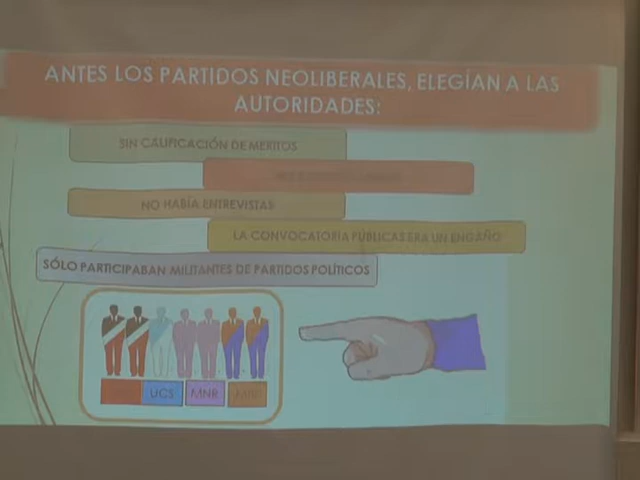 ANTES LOS PARTIDOS NEOLIBERALES, ELEGÍAN A LAS
AUTORIDADES:
SIN CALIFICACIÓN DE MERITOS
NO HABÍA ENTREVISTAS
LA CONVOCATORIA PUBLICAS ERA UN ENGAÑO
SÓLO PARTICIPABAN MILITANTES DE PARTIDOS POLÍTICOS
UCS
MNR